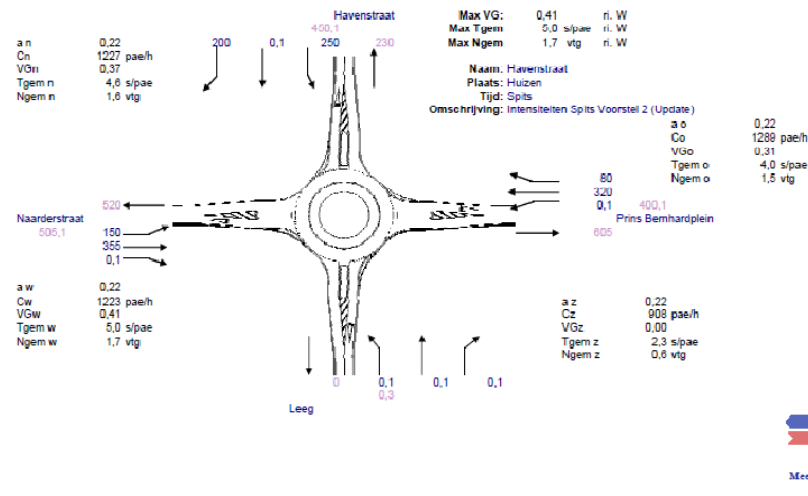 Havenstraat
450,1
200 0,1 250 230
Max VG: 0,41 ri. W
Max Tgem 5,0 s/pae ri. W
Max Ngem 1,7 vtg ri. W
Naam: Havenstraat
Plaats: Huizen
Tijd: Spits
Omschrijving: Intensiteiten Spits Voorstel 2 (Update)
a n 0,22
Cn 1227 pae/h
VGn 0,37
Tgem n 4,6 s/pae
Ngem n 1,6 vtg
a o 0,22
Co 1289 pae/h
VGo 0,31
Tgem o 4,0 s/pae
Ngem o 1,5 vtg
80
320
0,1 400,1
Prins Bernhardplein
605
520
Naarderstraat
505,1 150
355
0,1
a w 0,22
Cw 1223 pae/h
VGw 0,41
Tgem w 5,0 s/pae
Ngem w 1,7 vtg
a z 0,22
Cz 908 pae/h
VGz 0,00
Tgem z 2,3 s/pae
Ngem z 0,6 vtg
0 0,1 0,1 0,1
0,3
Leeg